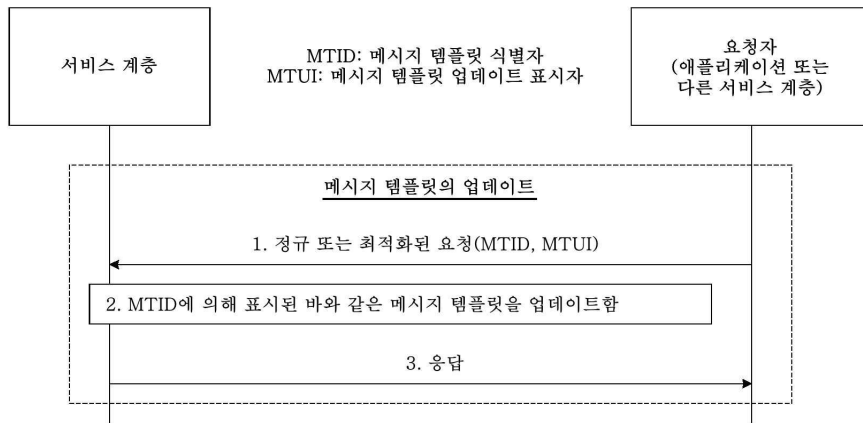 서비스 계층
MTID: 메시지 템플릿 식별자
MTUI: 메시지 템플릿 업데이트 표시자
요청자
(애플리케이션 또는
다른 서비스 계층)
메시지 템플릿의 업데이트
1. 정규 또는 최적화된 요청(MTID, MTUI)
2. MTID에 의해 표시된 바와 같은 메시지 템플릿을 업데이트함
3. 응답